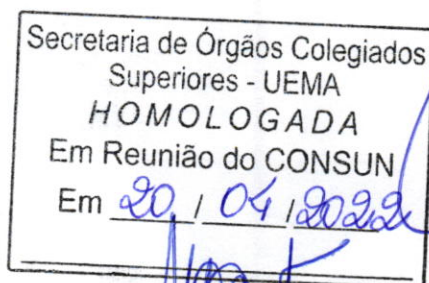 Secretaria de Órgãos Colegiados
Superiores - UEMA
HOMOLOGADA
Em Reunião do CONSUN
Em 20 / 04 / 2022